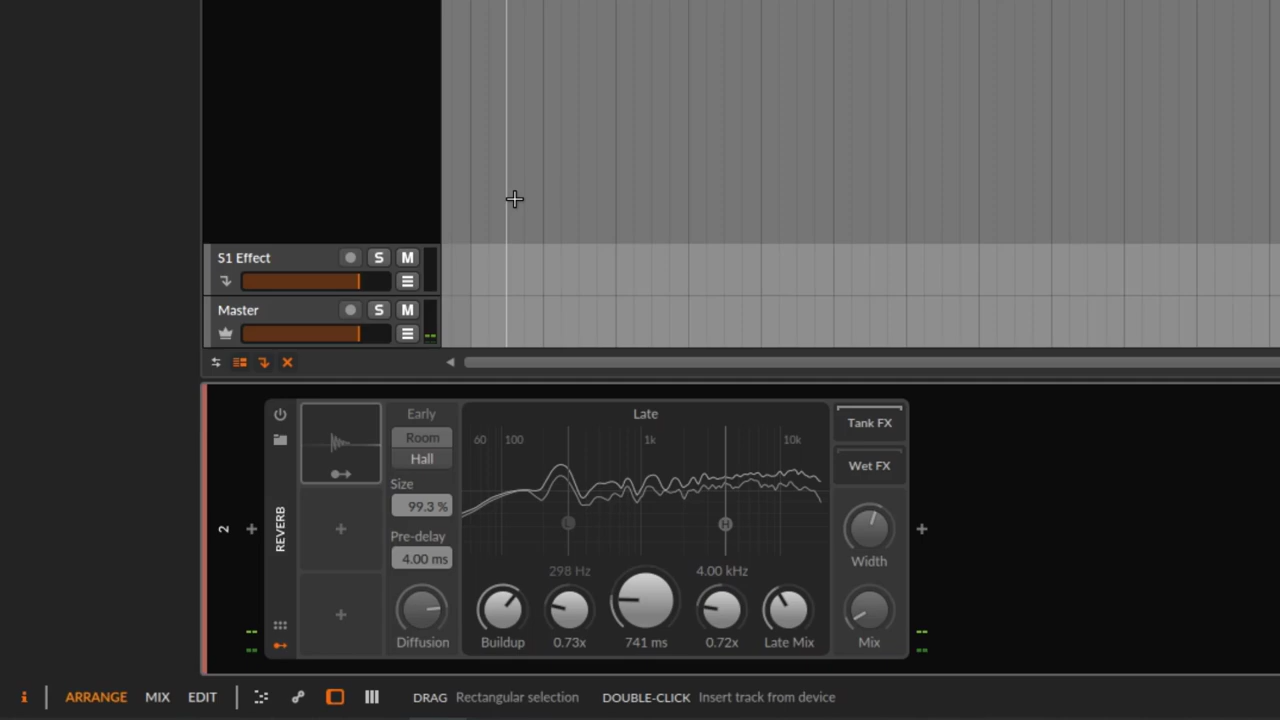 S1 Effect
S
M
Master
S
M
2
REVERB
Early
Room
Hall
Size
99.3 %
Pre-delay
4.00 ms
Diffusion
Late
60
100
1k
10k
L
H
298 Hz
4.00 kHz
Buildup
0.73x
741 ms
0.72x
Late Mix
Tank FX
Wet FX
Width
Mix
i
ARRANGE
MIX
EDIT
DRAG Rectangular selection
DOUBLE-CLICK Insert track from device